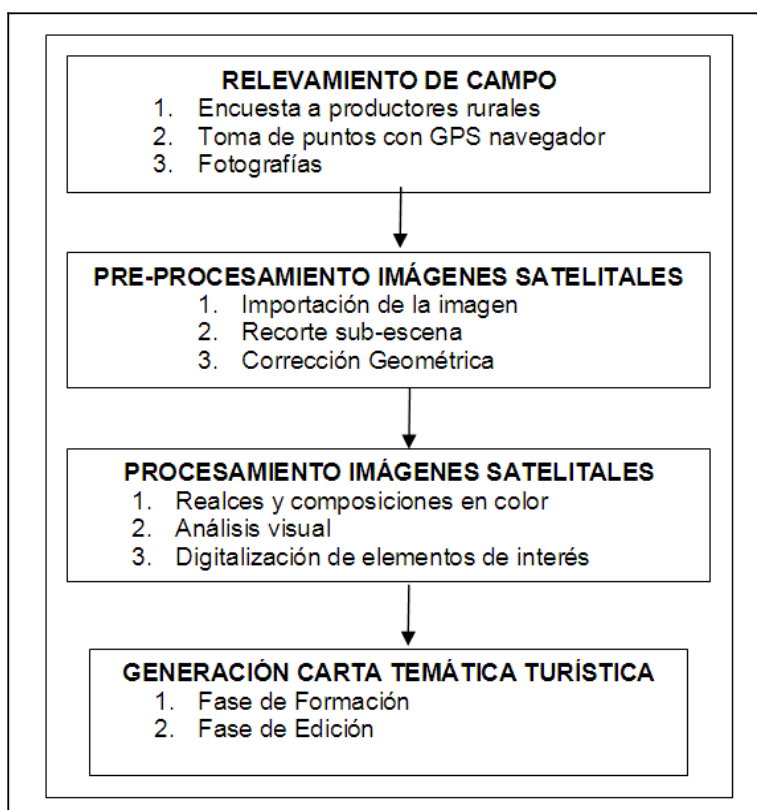 RELEVAMIENTO DE CAMPO
1. Encuesta a productores rurales
2. Toma de puntos con GPS navegador
3. Fotografías
PRE-PROCESAMIENTO IMÁGENES SATELITALES
1. Importación de la imagen
2. Recorte sub-escena
3. Corrección Geométrica
PROCESAMIENTO IMÁGENES SATELITALES
1. Realces y composiciones en color
2. Análisis visual
3. Digitalización de elementos de interés
GENERACIÓN CARTA TEMÁTICA TURÍSTICA
1. Fase de Formación
2. Fase de Edición